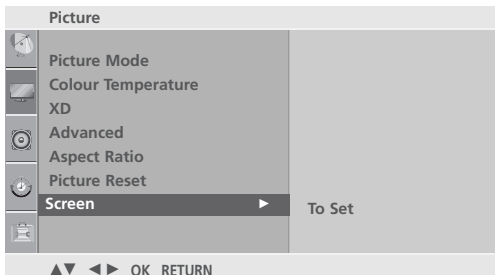 Picture
Picture Mode
Colour Temperature
XD
Advanced
Aspect Ratio
Picture Reset
Screen ►
To Set
▲▼ ◄► OK RETURN